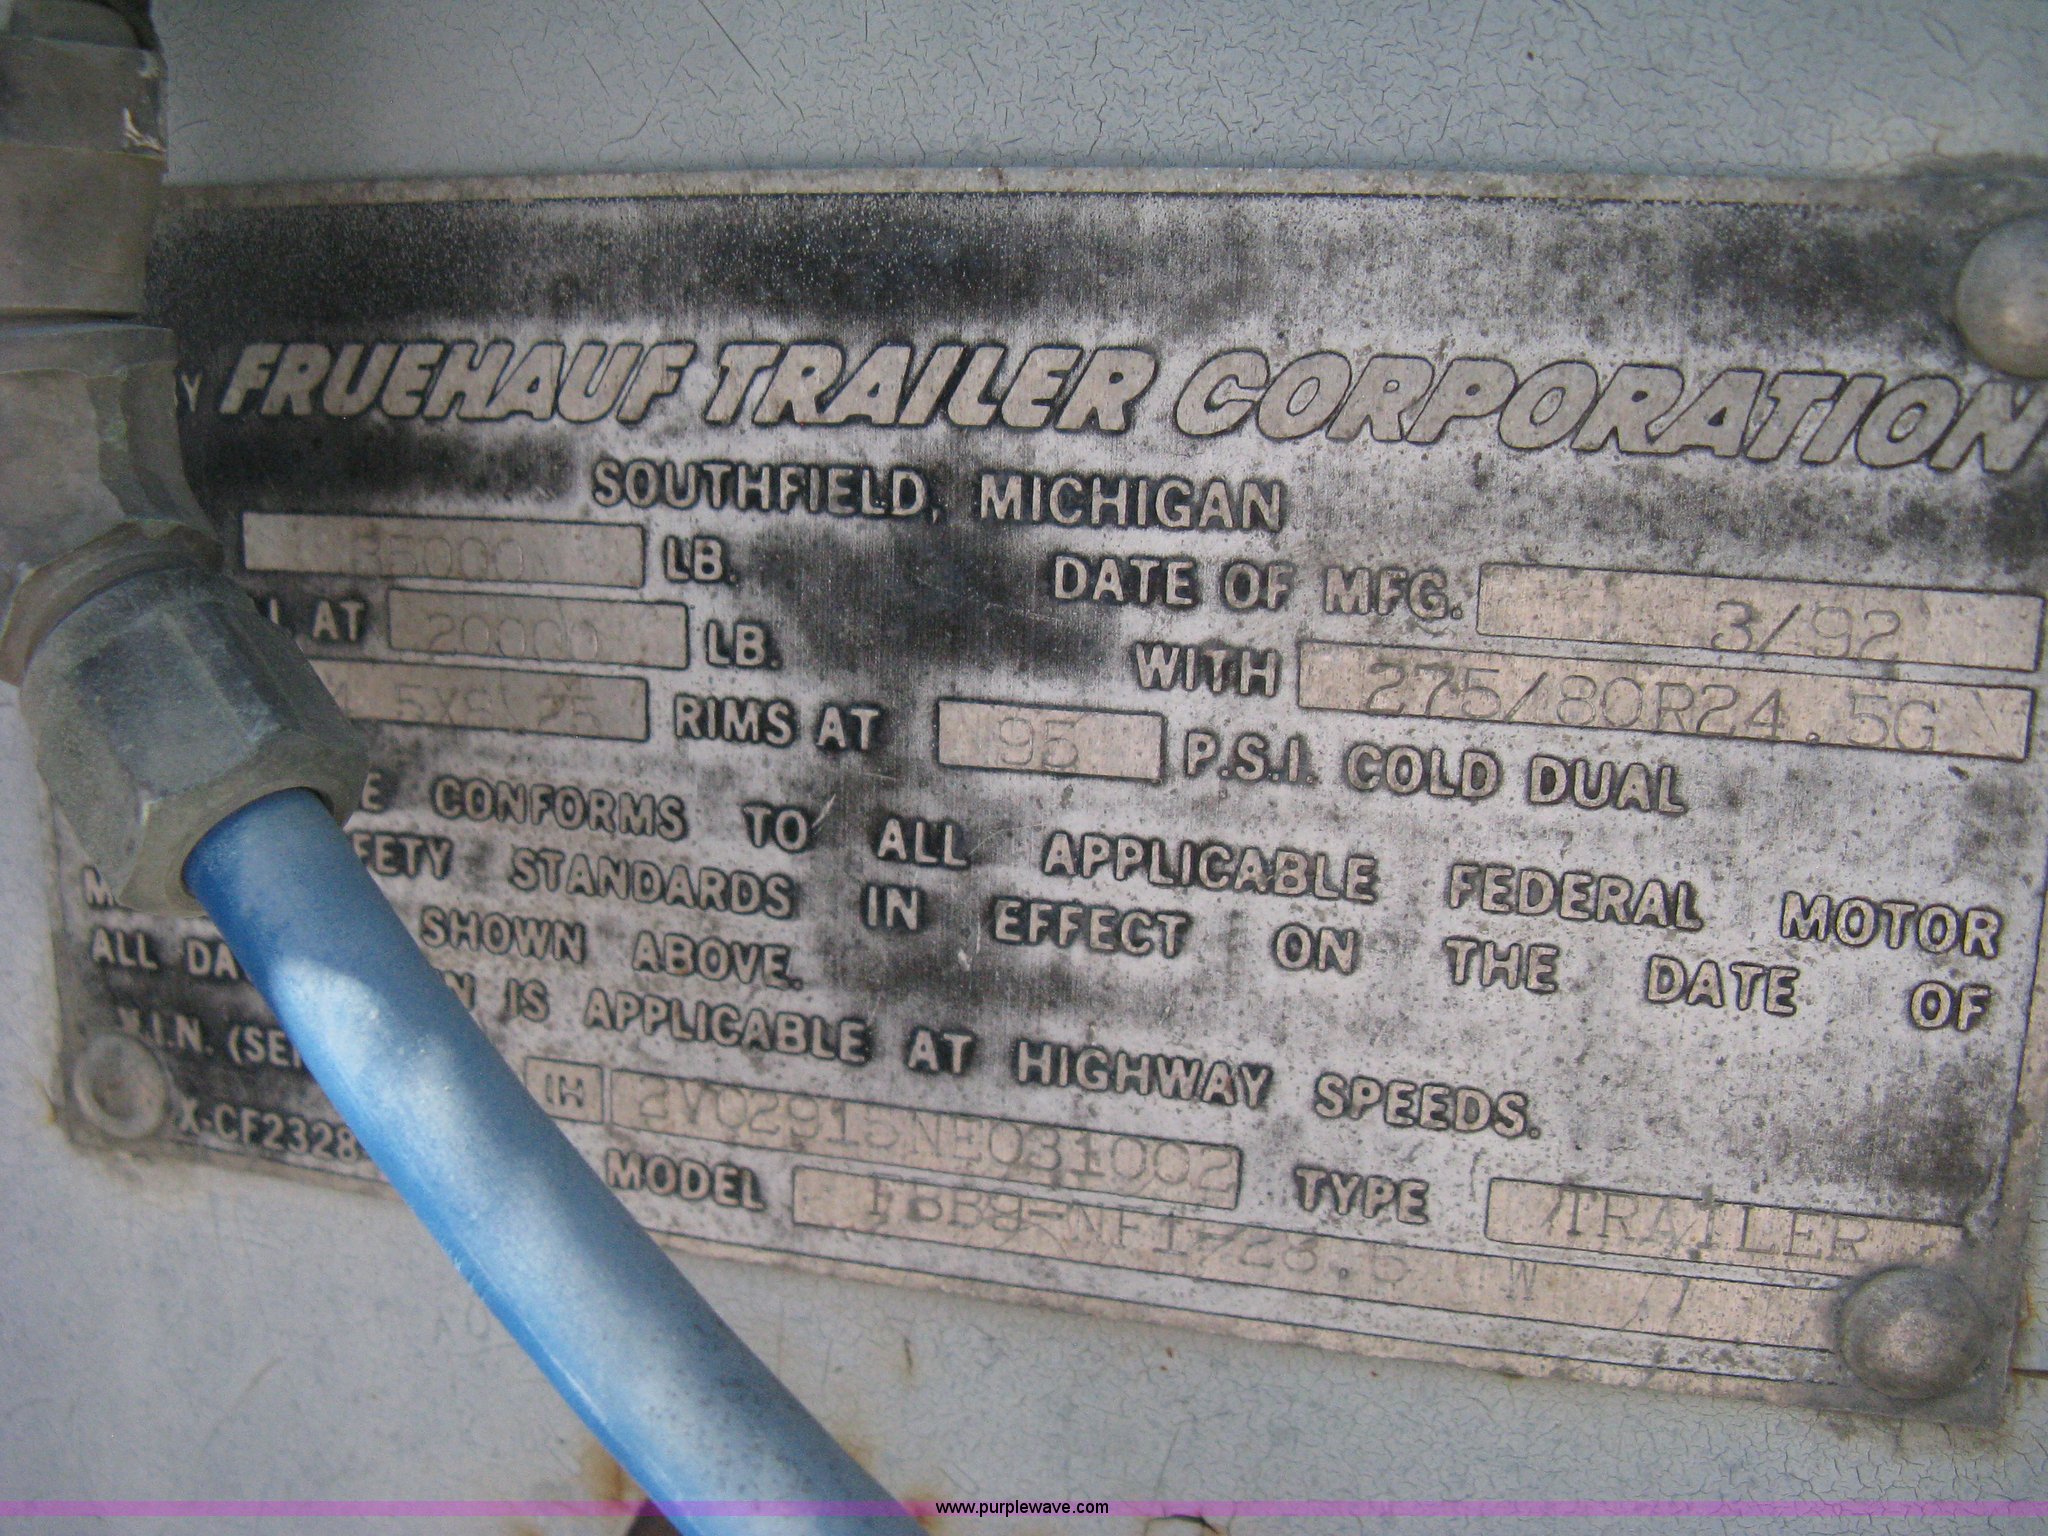 Y FRUEHAUF TRAILER CORPORATION
SOUTHFIELD, MICHIGAN
LB. DATE OF MFG. 3/92
AT 20000 LB. WITH 275/80R24.5G
RIMS AT 95 P.S.I. COLD DUAL
CONFORMS TO ALL APPLICABLE FEDERAL MOTOR
STANDARDS IN EFFECT ON THE DATE OF
SHOWN ABOVE.
ALL IS APPLICABLE AT HIGHWAY SPEEDS.
V.I.N.
X-CF2328
MODEL TYPE TRAILER
www.purplewave.com